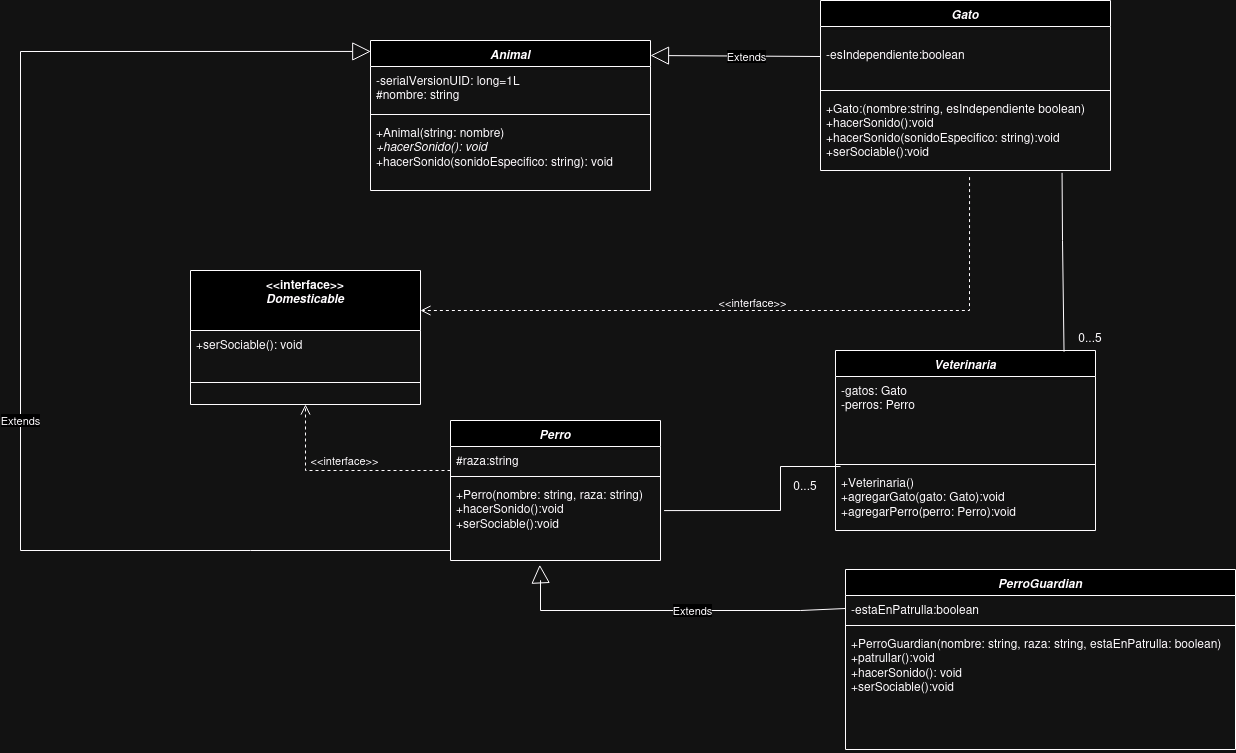 Gato
-esIndependiente:boolean
+Gato:(nombre:string, esIndependiente boolean)
+hacerSonido():void
+hacerSonido(sonidoEspecifico: string):void
+serSociable():void
Animal
-serialVersionUID: long=1L
#nombre: string
+Animal(string: nombre)
+hacerSonido(): void
+hacerSonido(sonidoEspecifico: string): void
Extends
<<interface>>
Domesticable
+serSociable(): void
<<interface>>
0...5
Veterinaria
-gatos: Gato
-perros: Perro
+Veterinaria()
+agregarGato(gato: Gato):void
+agregarPerro(perro: Perro):void
Extends
Perro
#raza:string
+Perro(nombre: string, raza: string)
+hacerSonido():void
+serSociable():void
<<interface>>
0...5
PerroGuardian
-estaEnPatrulla:boolean
+PerroGuardian(nombre: string, raza: string, estaEnPatrulla: boolean)
+patrullar():void
+hacerSonido(): void
+serSociable():void
Extends